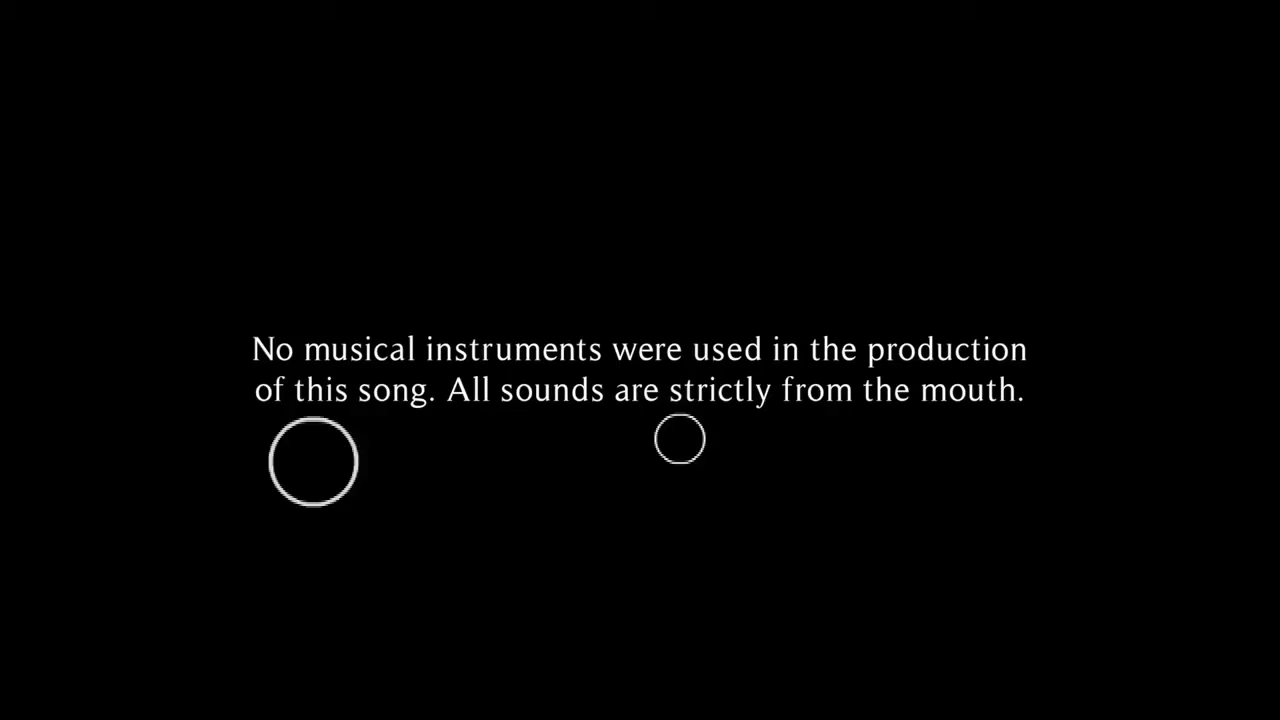 No musical instruments were used in the production
of this song. All sounds are strictly from the mouth.